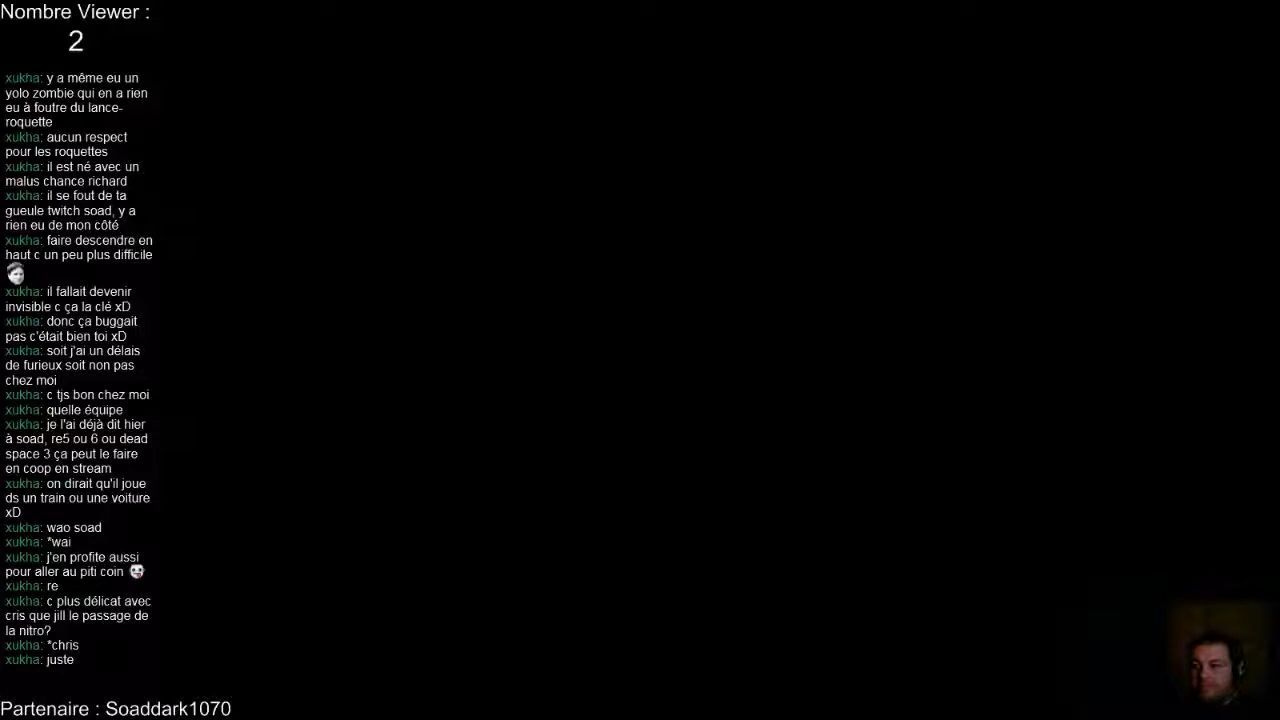 Nombre Viewer :
2
xukha: y a même eu un
yolo zombie qui en a rien
eu à foutre du lance-
roquette
xukha: aucun respect
pour les roquettes
xukha: il est né avec un
malus chance richard
xukha: il se fout de ta
gueule twitch soad, y a
rien eu de mon côté
xukha: faire descendre en
haut c un peu plus difficile
xukha: il fallait devenir
invisible c ça la clé xD
xukha: donc ça buggait
pas c'était bien toi xD
xukha: soit j'ai un délais
de furieux soit non pas
chez moi
xukha: c tjs bon chez moi
xukha: quelle équipe
xukha: je l'ai déjà dit hier
à soad, re5 ou 6 ou dead
space 3 ça peut le faire
en coop en stream
xukha: on dirait qu'il joue
ds un train ou une voiture
xD
xukha: wao soad
xukha: *wai
xukha: j'en profite aussi
pour aller au piti coin
xukha: re
xukha: c plus délicat avec
cris que jill le passage de
la nitro?
xukha: *chris
xukha: juste
Partenaire : Soaddark1070